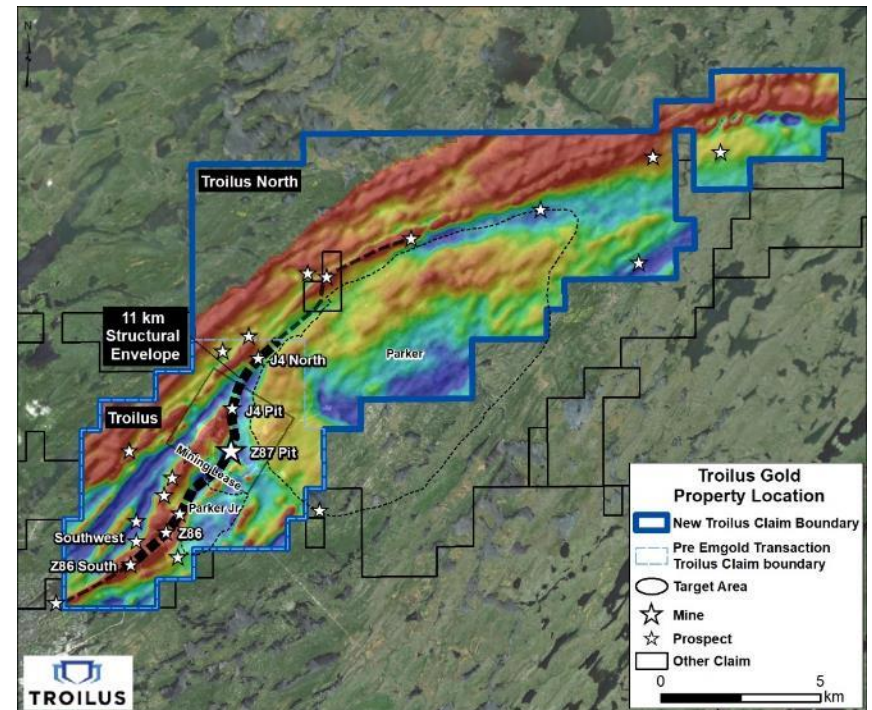 N
Troilus North
11 km
Structural
Envelope
J4 North
Parker
Troilus
J4 Pit
Z87 Pit
Mining Lease
Parker Jr
Z86
Southwest
Z86 South
Troilus Gold
Property Location
New Troilus Claim Boundary
Pre Emgold Transaction
Troilus Claim boundary
Target Area
Mine
Prospect
Other Claim
0 5
km
TROILUS